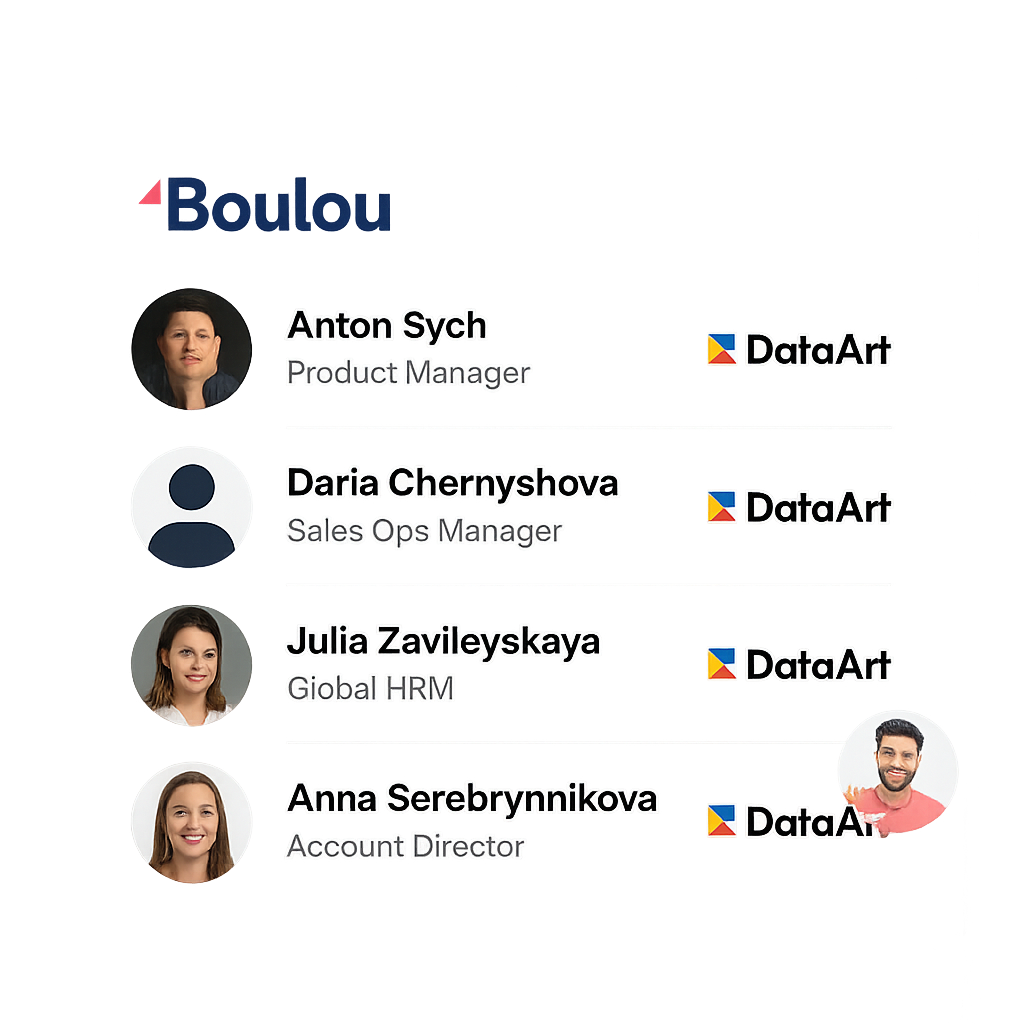 Boulou
Anton Sych
Product Manager
DataArt
Daria Chernyshova
Sales Ops Manager
DataArt
Julia Zavileyskaya
Giobal HRM
DataArt
Anna Serebrynnikova
Account Director
DataAr